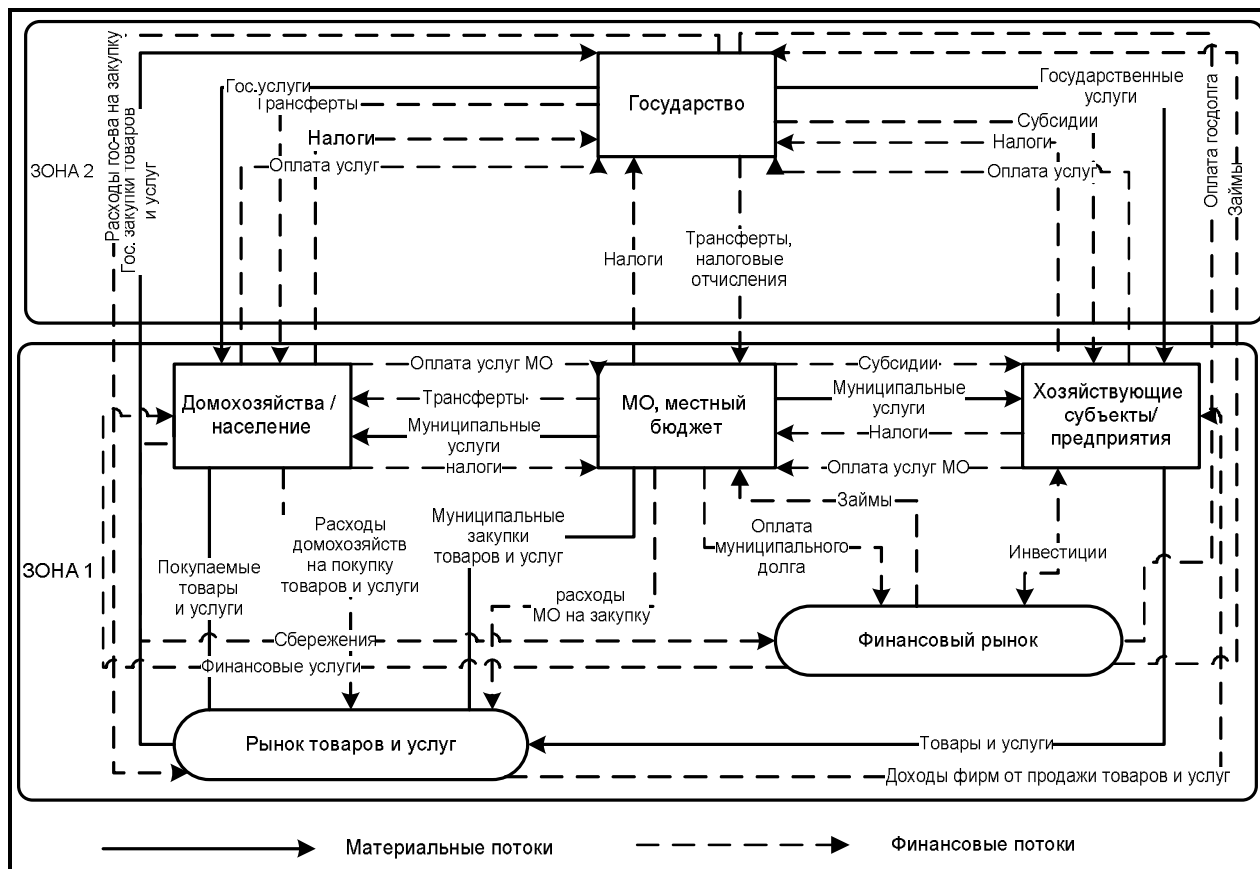 Расходы гос-ва на закупку
Гос. закупки товаров
и услуг
ЗОНА 2
Гос.услуги
Трансферты
Налоги
Оплата услуг
Государство
Государственные
услуги
Субсидии
Налоги
Оплата услуг
Оплата госдолга
Займы
Налоги
Трансферты,
налоговые
отчисления
ЗОНА 1
Домохозяйства /
население
Оплата услуг МО
Трансферты
Муниципальные
услуги
налоги
МО, местный
бюджет
Субсидии
Муниципальные
услуги
Налоги
Оплата услуг МО
Хозяйствующие
субъекты/
предприятия
Покупаемые
товары
и услуги
Расходы
домохозяйств
на покупку
товаров и услуги
Муниципальные
закупки
товаров и услуг
расходы
МО на закупку
Займы
Оплата
муниципального
долга
Инвестиции
Сбережения
Финансовые услуги
Финансовый рынок
Рынок товаров и услуг
Товары и услуги
Доходы фирм от продажи товаров и услуг
Материальные потоки
Финансовые потоки